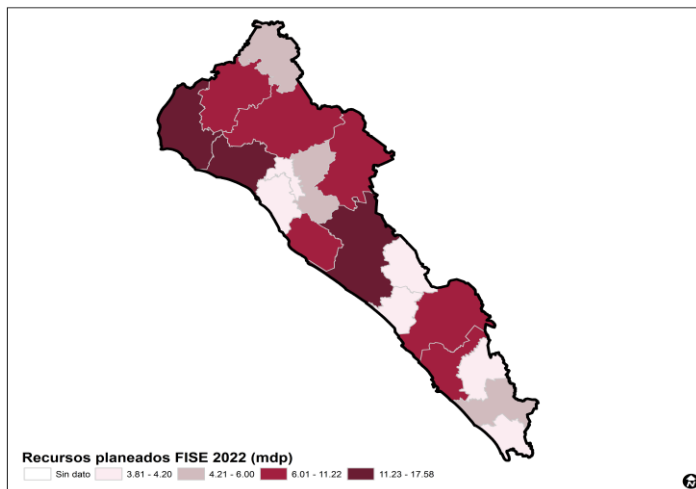 Recursos planeados FISE 2022 (mdp)
Sin dato 3.81 - 4.20 4.21 - 6.00 6.01 - 11.22 11.23 - 17.58